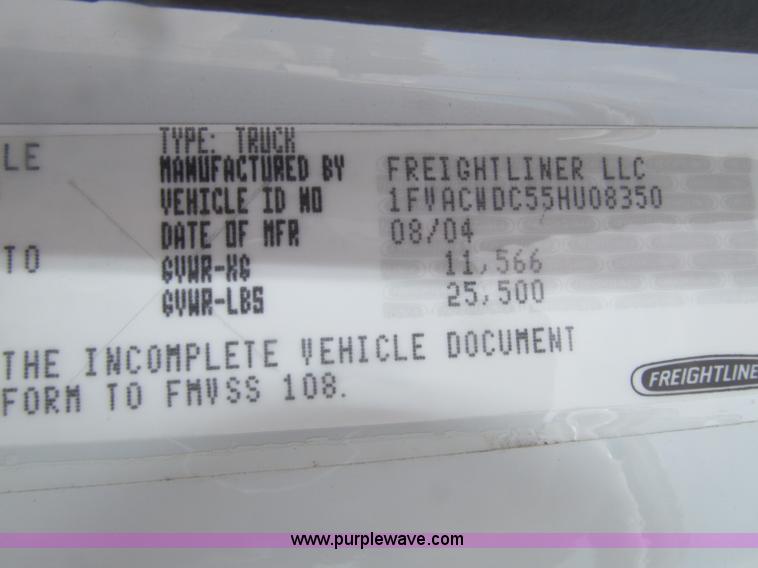 TYPE: TRUCK
LE MANUFACTURED BY FREIGHTLINER LLC
VEHICLE ID NO 1FVACWDC55HU08350
DATE OF MFR 08/04
TO GVWR-KG 11,566
GVWR-LBS 25,500
THE INCOMPLETE VEHICLE DOCUMENT
FORM TO FMVSS 108.
FREIGHTLINE
www.purplewave.com